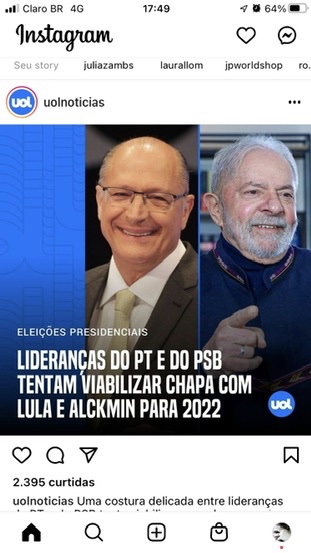 Claro BR 4G 17:49 64%
Instagram
Seu story juliazambs laurallom jpworldshop ro.
uol uolnoticias
ELEIÇÕES PRESIDENCIAIS
LIDERANÇAS DO PT E DO PSB
TENTAM VIABILIZAR CHAPA COM
LULA E ALCKMIN PARA 2022
uol
2.395 curtidas
uolnoticias Uma costura delicada entre lideranças